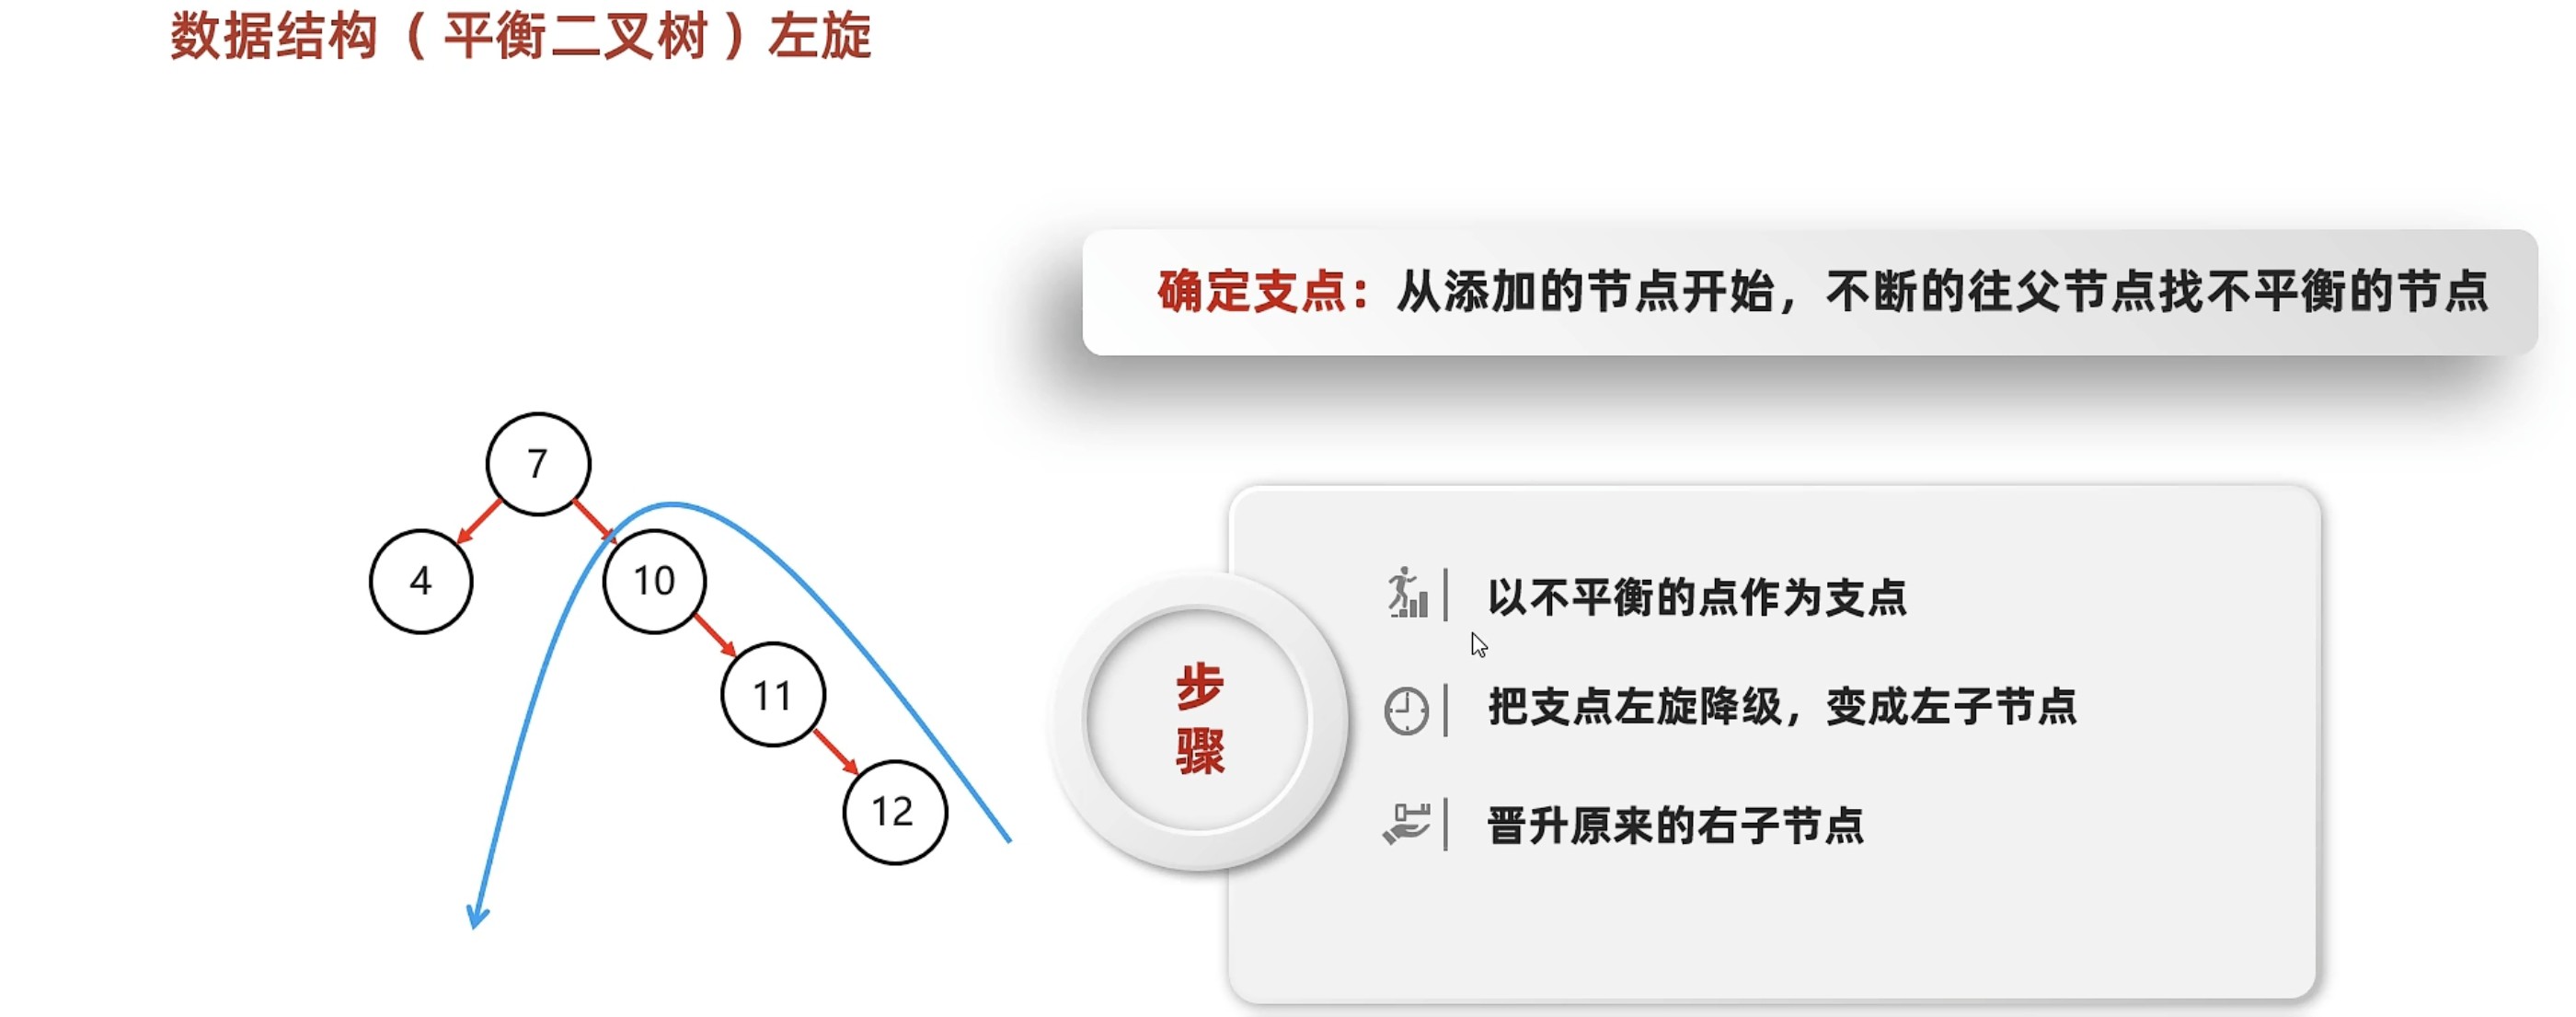 数据结构（平衡二叉树）左旋
确定支点：从添加的节点开始，不断的往父节点找不平衡的节点
7
4
10
11
12
步
骤
以不平衡的点作为支点
把支点左旋降级，变成左子节点
晋升原来的右子节点